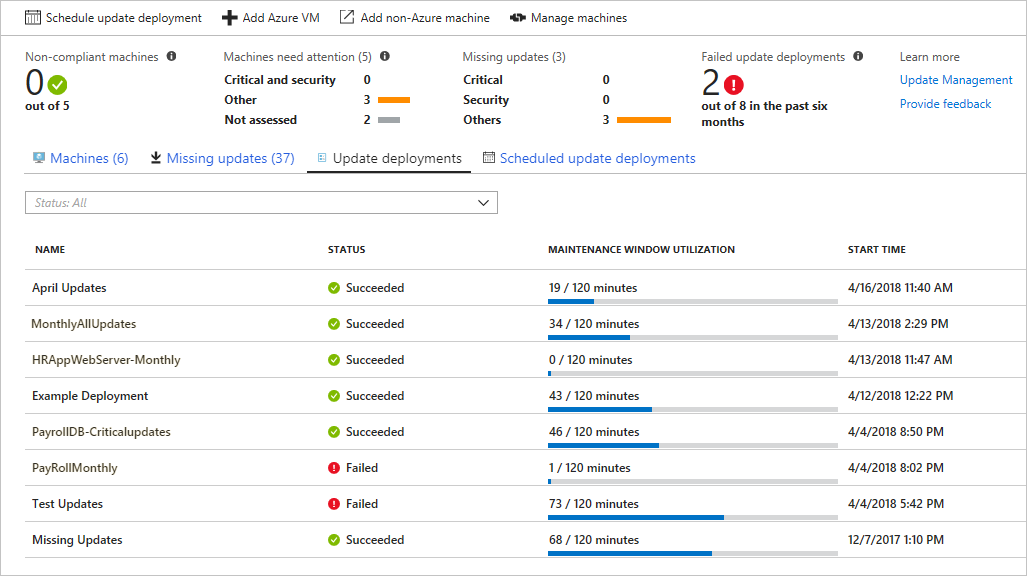 Schedule update deployment Add Azure VM Add non-Azure machine Manage machines
Non-compliant machines Machines need attention (5) Missing updates (3) Failed update deployments Learn more
0 Critical and security 0 Critical 0 2 Update Management
out of 5 Other 3 Security 0 out of 8 in the past six Provide feedback
Not assessed 2 Others 3 months
Machines (6) Missing updates (37) Update deployments Scheduled update deployments
Status: All
NAME STATUS MAINTENANCE WINDOW UTILIZATION START TIME
April Updates Succeeded 19 / 120 minutes 4/16/2018 11:40 AM
MonthlyAllUpdates Succeeded 34 / 120 minutes 4/13/2018 2:29 PM
HRAppWebServer-Monthly Succeeded 0 / 120 minutes 4/13/2018 11:47 AM
Example Deployment Succeeded 43 / 120 minutes 4/12/2018 12:22 PM
PayrollDB-Criticalupdates Succeeded 46 / 120 minutes 4/4/2018 8:50 PM
PayRollMonthly Failed 1 / 120 minutes 4/4/2018 8:02 PM
Test Updates Failed 73 / 120 minutes 4/4/2018 5:42 PM
Missing Updates Succeeded 68 / 120 minutes 12/7/2017 1:10 PM